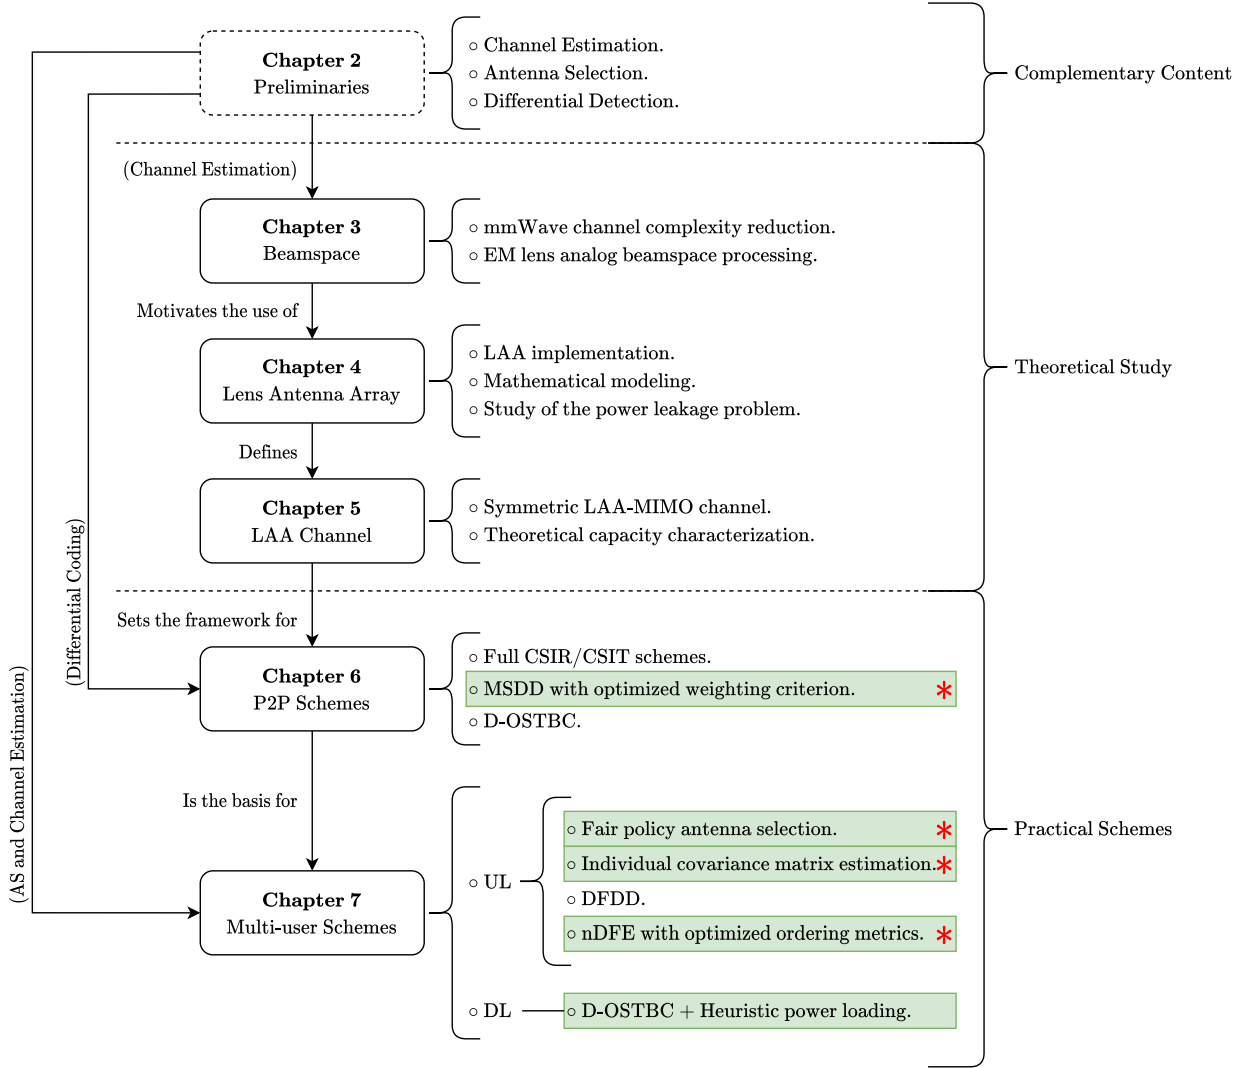 Chapter 2
Preliminaries
○ Channel Estimation.
○ Antenna Selection.
○ Differential Detection.
Complementary Content
(Channel Estimation)
Chapter 3
Beamspace
○ mmWave channel complexity reduction.
○ EM lens analog beamspace processing.
Motivates the use of
Chapter 4
Lens Antenna Array
○ LAA implementation.
○ Mathematical modeling.
○ Study of the power leakage problem.
Theoretical Study
Defines
Chapter 5
LAA Channel
○ Symmetric LAA-MIMO channel.
○ Theoretical capacity characterization.
(Differential Coding)
Sets the framework for
Chapter 6
P2P Schemes
○ Full CSIR/CSIT schemes.
○ MSDD with optimized weighting criterion. *
○ D-OSTBC.
(AS and Channel Estimation)
Is the basis for
Chapter 7
Multi-user Schemes
○ UL
○ Fair policy antenna selection. *
○ Individual covariance matrix estimation. *
○ DFDD.
○ nDFE with optimized ordering metrics. *
○ DL
○ D-OSTBC + Heuristic power loading.
Practical Schemes